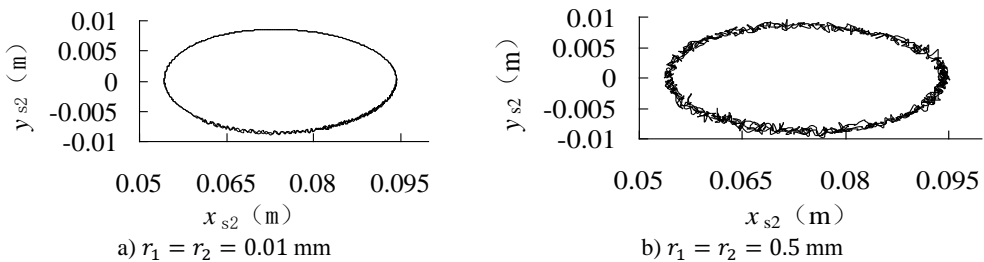 0.01
0.005
0
-0.005
-0.01
y s2 （m）
0.05 0.065 0.08 0.095
x s2 （m）
a) r₁ = r₂ = 0.01 mm
0.01
0.005
0
-0.005
-0.01
y s2 （m）
0.05 0.065 0.08 0.095
x s2 （m）
b) r₁ = r₂ = 0.5 mm